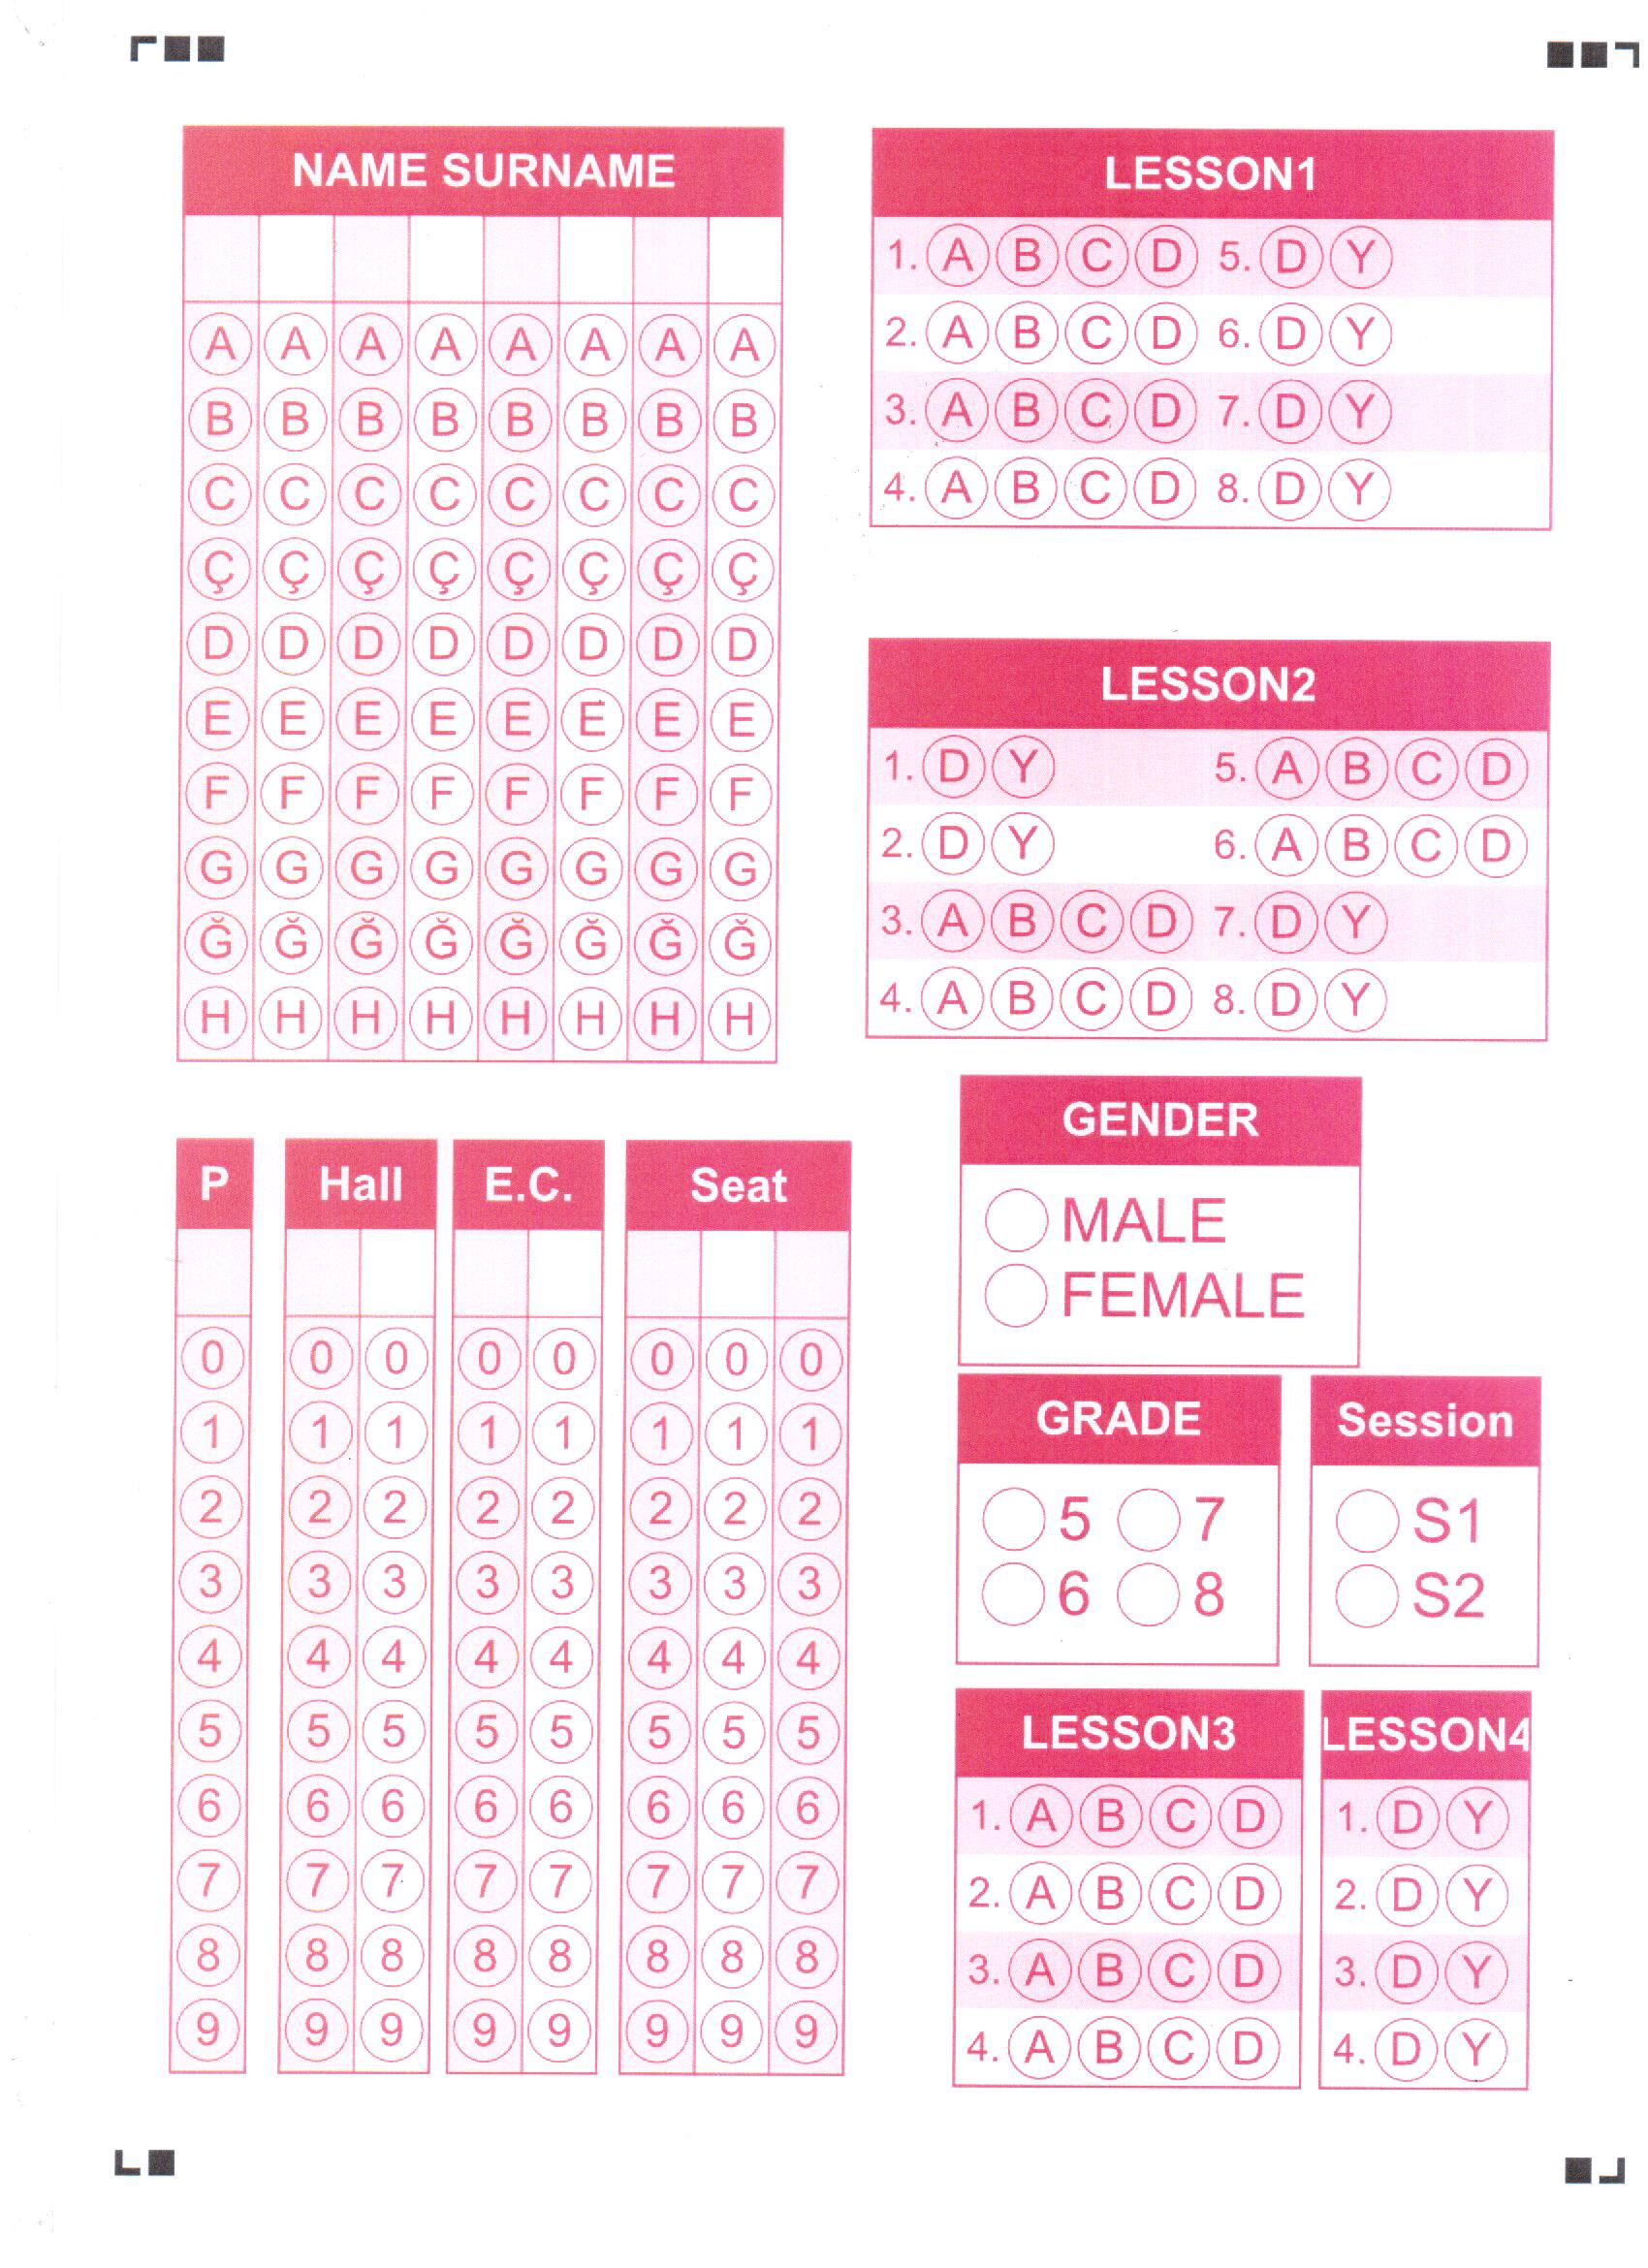 NAME SURNAME
A A A A A A A A
B B B B B B B B
C C C C C C C C
Ç Ç Ç Ç Ç Ç Ç Ç
D D D D D D D D
E E E E E E E E
F F F F F F F F
G G G G G G G G
Ğ Ğ Ğ Ğ Ğ Ğ Ğ Ğ
H H H H H H H H
LESSON1
1. A B C D 5. D Y
2. A B C D 6. D Y
3. A B C D 7. D Y
4. A B C D 8. D Y
LESSON2
1. D Y 5. A B C D
2. D Y 6. A B C D
3. A B C D 7. D Y
4. A B C D 8. D Y
P Hall E.C. Seat
0 0 0 0 0 0 0 0
1 1 1 1 1 1 1 1
2 2 2 2 2 2 2 2
3 3 3 3 3 3 3 3
4 4 4 4 4 4 4 4
5 5 5 5 5 5 5 5
6 6 6 6 6 6 6 6
7 7 7 7 7 7 7 7
8 8 8 8 8 8 8 8
9 9 9 9 9 9 9 9
GENDER
MALE
FEMALE
GRADE
5 7
6 8
Session
S1
S2
LESSON3
1. A B C D
2. A B C D
3. A B C D
4. A B C D
LESSON4
1. D Y
2. D Y
3. D Y
4. D Y